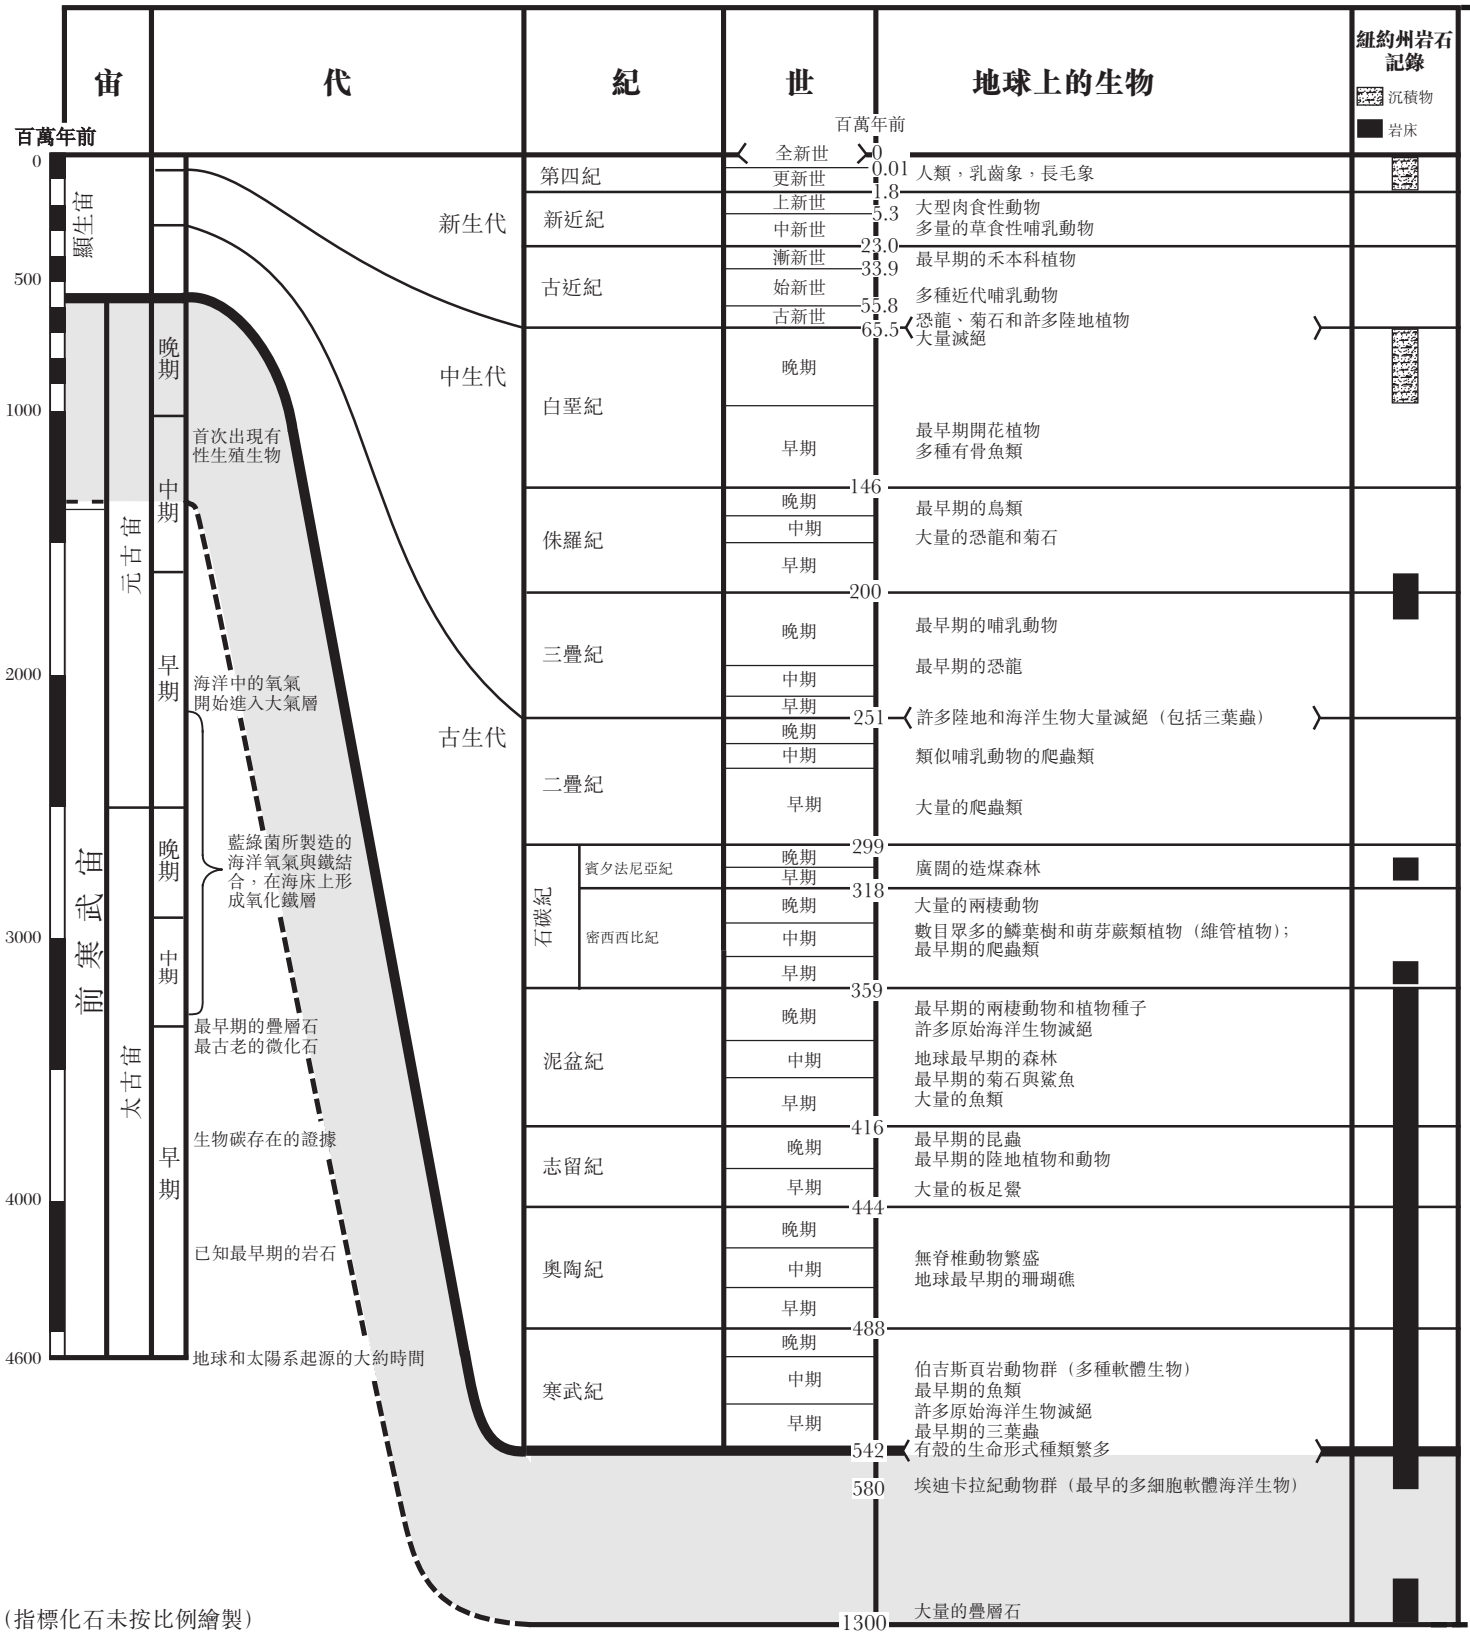 宙
代
紀
世
地球上的生物
紐約州岩石
記錄
沉積物
岩床
百萬年前
百萬年前
0
500
1000
2000
3000
4000
4600
顯生宙
前寒武宙
元古宙
太古宙
晚期
中期
早期
晚期
中期
早期
首次出現有
性生殖生物
海洋中的氧氣
開始進入大氣層
藍綠菌所製造的
海洋氧氣與鐵結
合,在海床上形
成氧化鐵層
最早期的疊層石
最古老的微化石
生物碳存在的證據
已知最早期的岩石
地球和太陽系起源的大約時間
新生代
中生代
古生代
第四紀
全新世
0
0.01
更新世
人類,乳齒象,長毛象
1.8
新近紀
上新世
大型肉食性動物
5.3
中新世
多量的草食性哺乳動物
23.0
古近紀
漸新世
最早期的禾本科植物
33.9
始新世
多種近代哺乳動物
55.8
古新世
恐龍、菊石和許多陸地植物
65.5
大量滅絕
白堊紀
晚期
早期
最早期開花植物
多種有骨魚類
146
侏羅紀
晚期
最早期的鳥類
中期
大量的恐龍和菊石
早期
200
三疊紀
晚期
最早期的哺乳動物
最早期的恐龍
中期
早期
251
許多陸地和海洋生物大量滅絕(包括三葉蟲)
二疊紀
晚期
中期
類似哺乳動物的爬蟲類
早期
大量的爬蟲類
299
石碳紀
賓夕法尼亞紀
晚期
早期
廣闊的造煤森林
318
密西西比紀
晚期
大量的兩棲動物
中期
數目眾多的鱗葉樹和萌芽蕨類植物(維管植物);
最早期的爬蟲類
早期
359
泥盆紀
晚期
最早期的兩棲動物和植物種子
許多原始海洋生物滅絕
中期
地球最早期的森林
最早期的菊石與鯊魚
早期
大量的魚類
416
志留紀
晚期
最早期的昆蟲
最早期的陸地植物和動物
早期
大量的板足鱟
444
奧陶紀
晚期
中期
無脊椎動物繁盛
地球最早期的珊瑚礁
早期
488
寒武紀
晚期
中期
伯吉斯頁岩動物群(多種軟體生物)
最早期的魚類
許多原始海洋生物滅絕
早期
最早期的三葉蟲
542
有殼的生命形式種類繁多
580
埃迪卡拉紀動物群(最早的多細胞軟體海洋生物)
大量的疊層石
1300
(指標化石未按比例繪製)